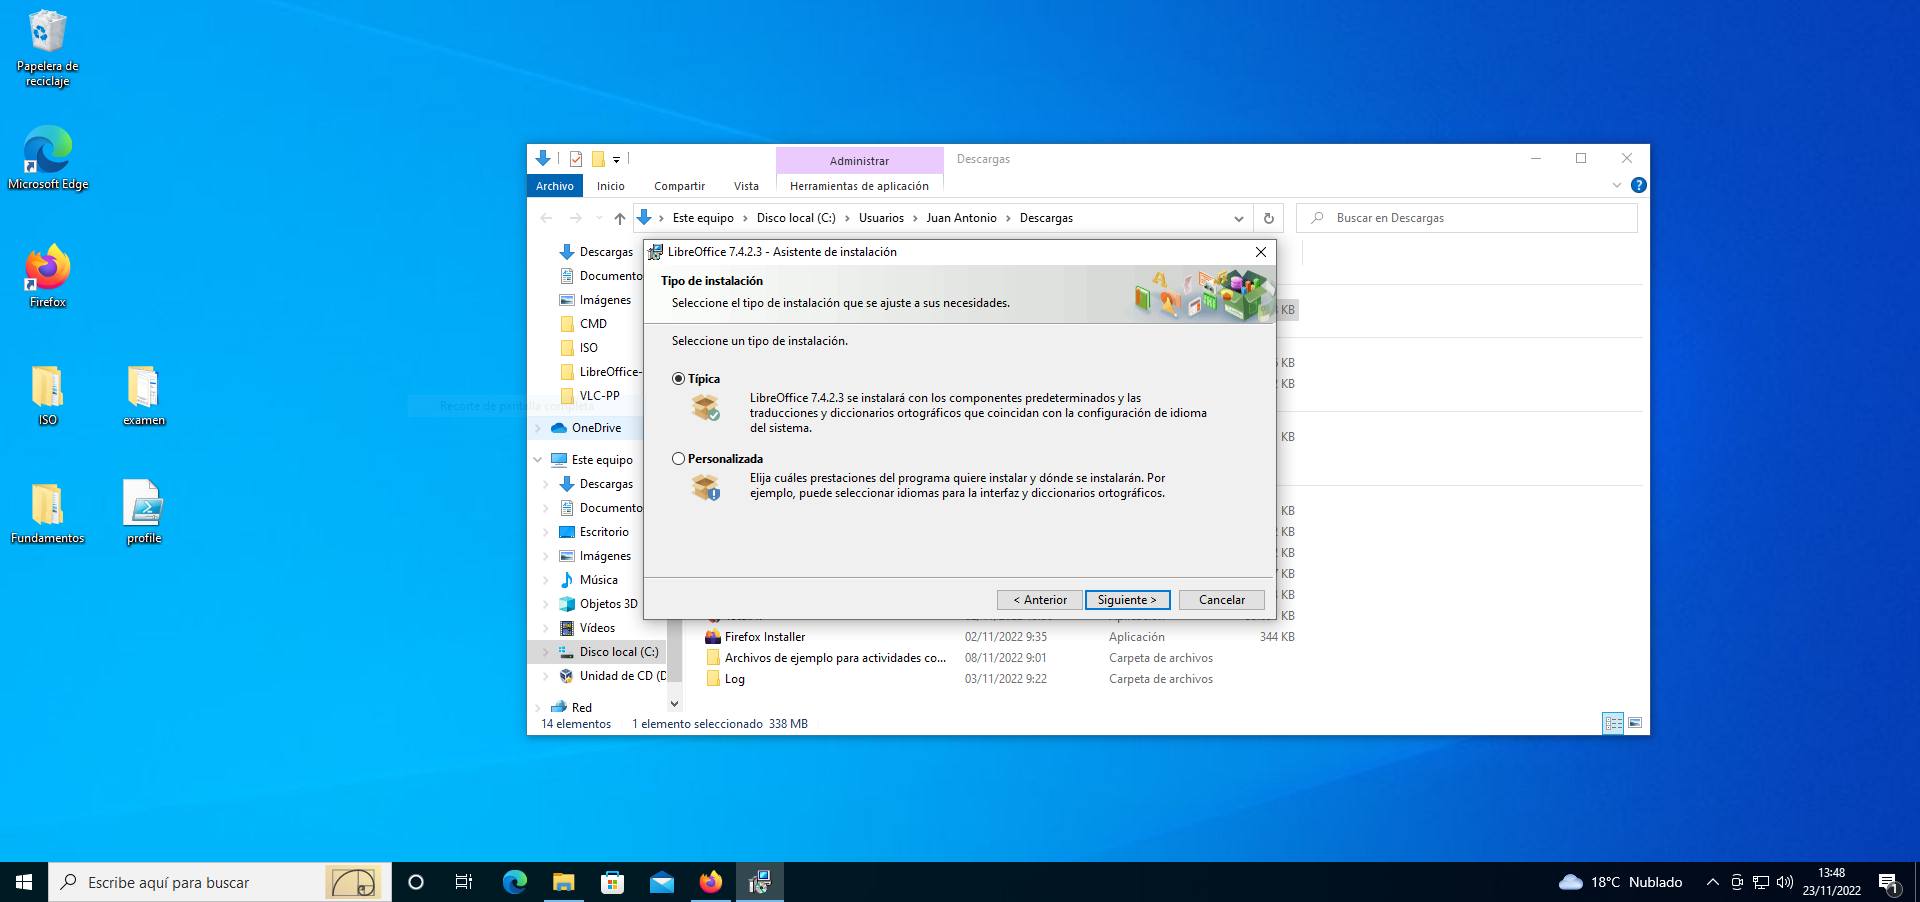 Papelera de
reciclaje
Microsoft Edge
Firefox
ISO
examen
Fundamentos
profile
Administrar
Descargas
Archivo
Inicio
Compartir
Vista
Herramientas de aplicación
Este equipo
Disco local (C:)
Usuarios
Juan Antonio
Descargas
Buscar en Descargas
Descargas
Documento
Imágenes
CMD
ISO
LibreOffice-
VLC-PP
Recorte de pantalla completa
OneDrive
Este equipo
Descargas
Documento
Escritorio
Imágenes
Música
Objetos 3D
Vídeos
Disco local (C:)
Unidad de CD (D
Red
LibreOffice 7.4.2.3 - Asistente de instalación
Tipo de instalación
Seleccione el tipo de instalación que se ajuste a sus necesidades.
Seleccione un tipo de instalación.
Típica
LibreOffice 7.4.2.3 se instalará con los componentes predeterminados y las
traducciones y diccionarios ortográficos que coincidan con la configuración de idioma
del sistema.
Personalizada
Elija cuáles prestaciones del programa quiere instalar y dónde se instalarán. Por
ejemplo, puede seleccionar idiomas para la interfaz y diccionarios ortográficos.
< Anterior
Siguiente >
Cancelar
KB
KB
KB
KB
KB
KB
KB
KB
KB
KB
Firefox Installer 02/11/2022 9:35 Aplicación 344 KB
Archivos de ejemplo para actividades co... 08/11/2022 9:01 Carpeta de archivos
Log 03/11/2022 9:22 Carpeta de archivos
14 elementos 1 elemento seleccionado 338 MB
Escribe aquí para buscar
18°C Nublado
13:48
23/11/2022
1